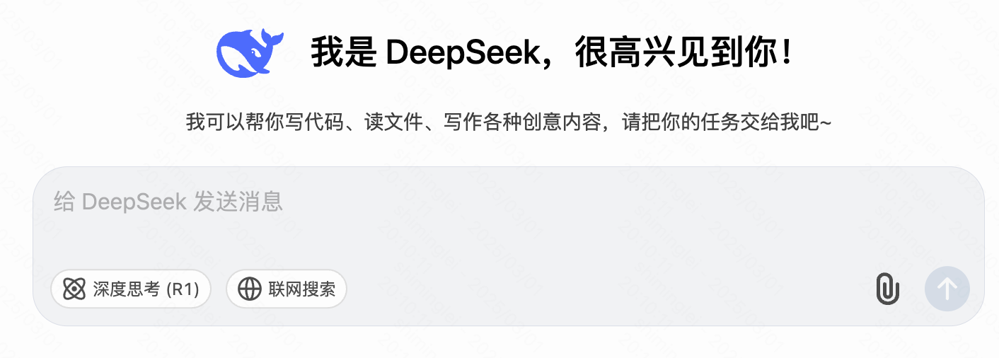 我是 DeepSeek，很高兴见到你！
我可以帮你写代码、读文件、写作各种创意内容，请把你的任务交给我吧~
给 DeepSeek 发送消息
深度思考 (R1)
联网搜索